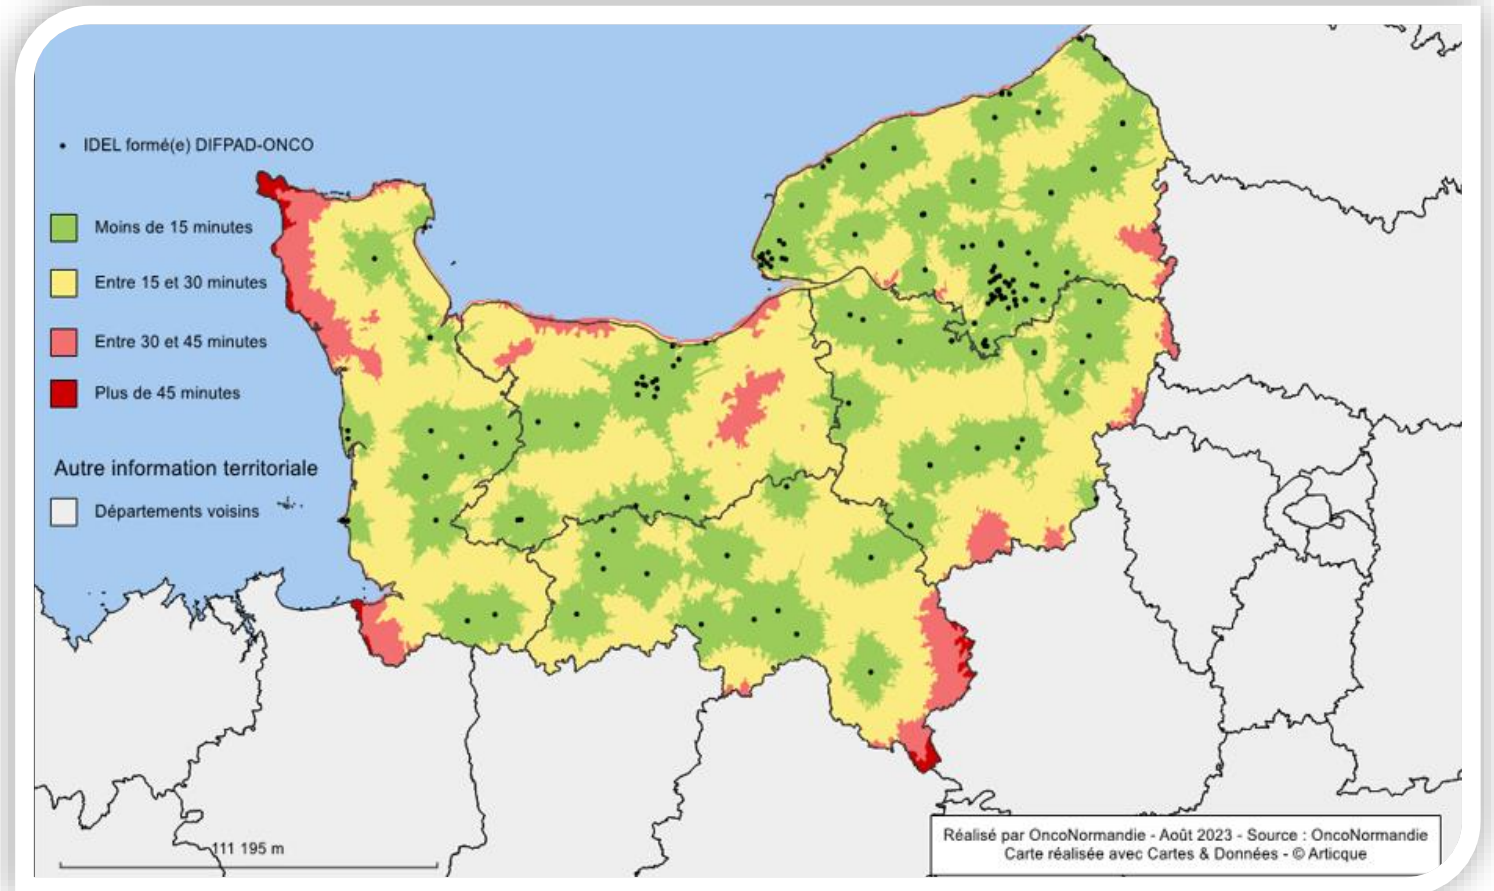 IDEL formé(e) DIFPAD-ONCO
Moins de 15 minutes
Entre 15 et 30 minutes
Entre 30 et 45 minutes
Plus de 45 minutes
Autre information territoriale
Départements voisins
111 195 m
Réalisé par OncoNormandie - Août 2023 - Source : OncoNormandie
Carte réalisée avec Cartes & Données - © Articque